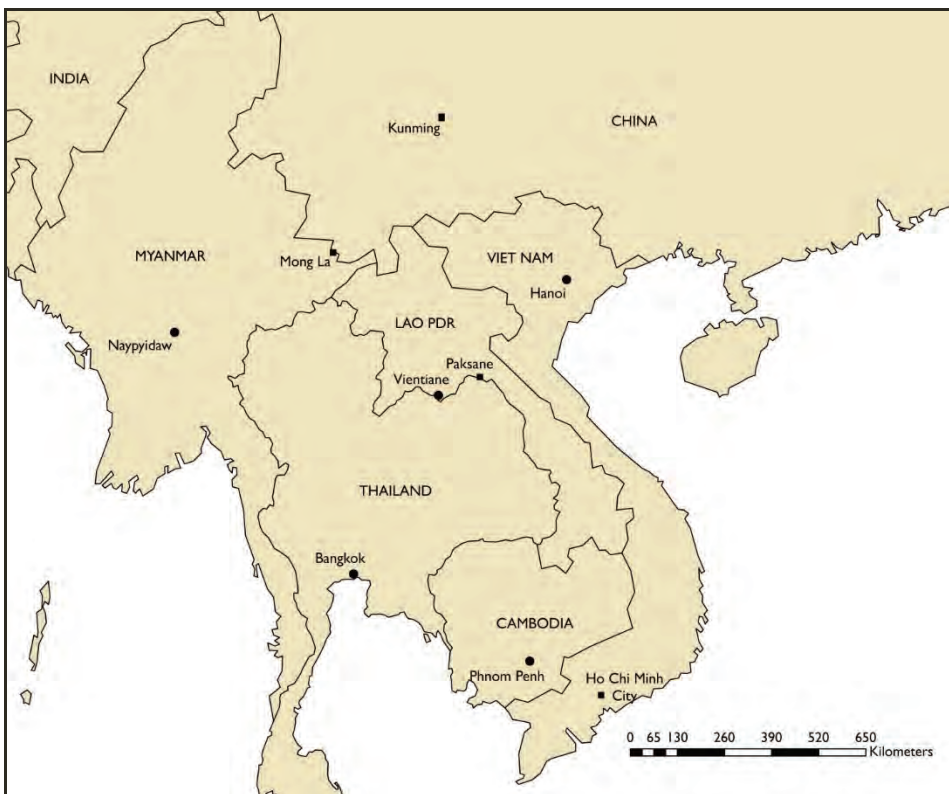 INDIA
Kunming
CHINA
MYANMAR
Mong La
VIET NAM
Hanoi
LAO PDR
Naypyidaw
Paksane
Vientiane
THAILAND
Bangkok
CAMBODIA
Phnom Penh
Ho Chi Minh
City
0 65 130 260 390 520 650
Kilometers